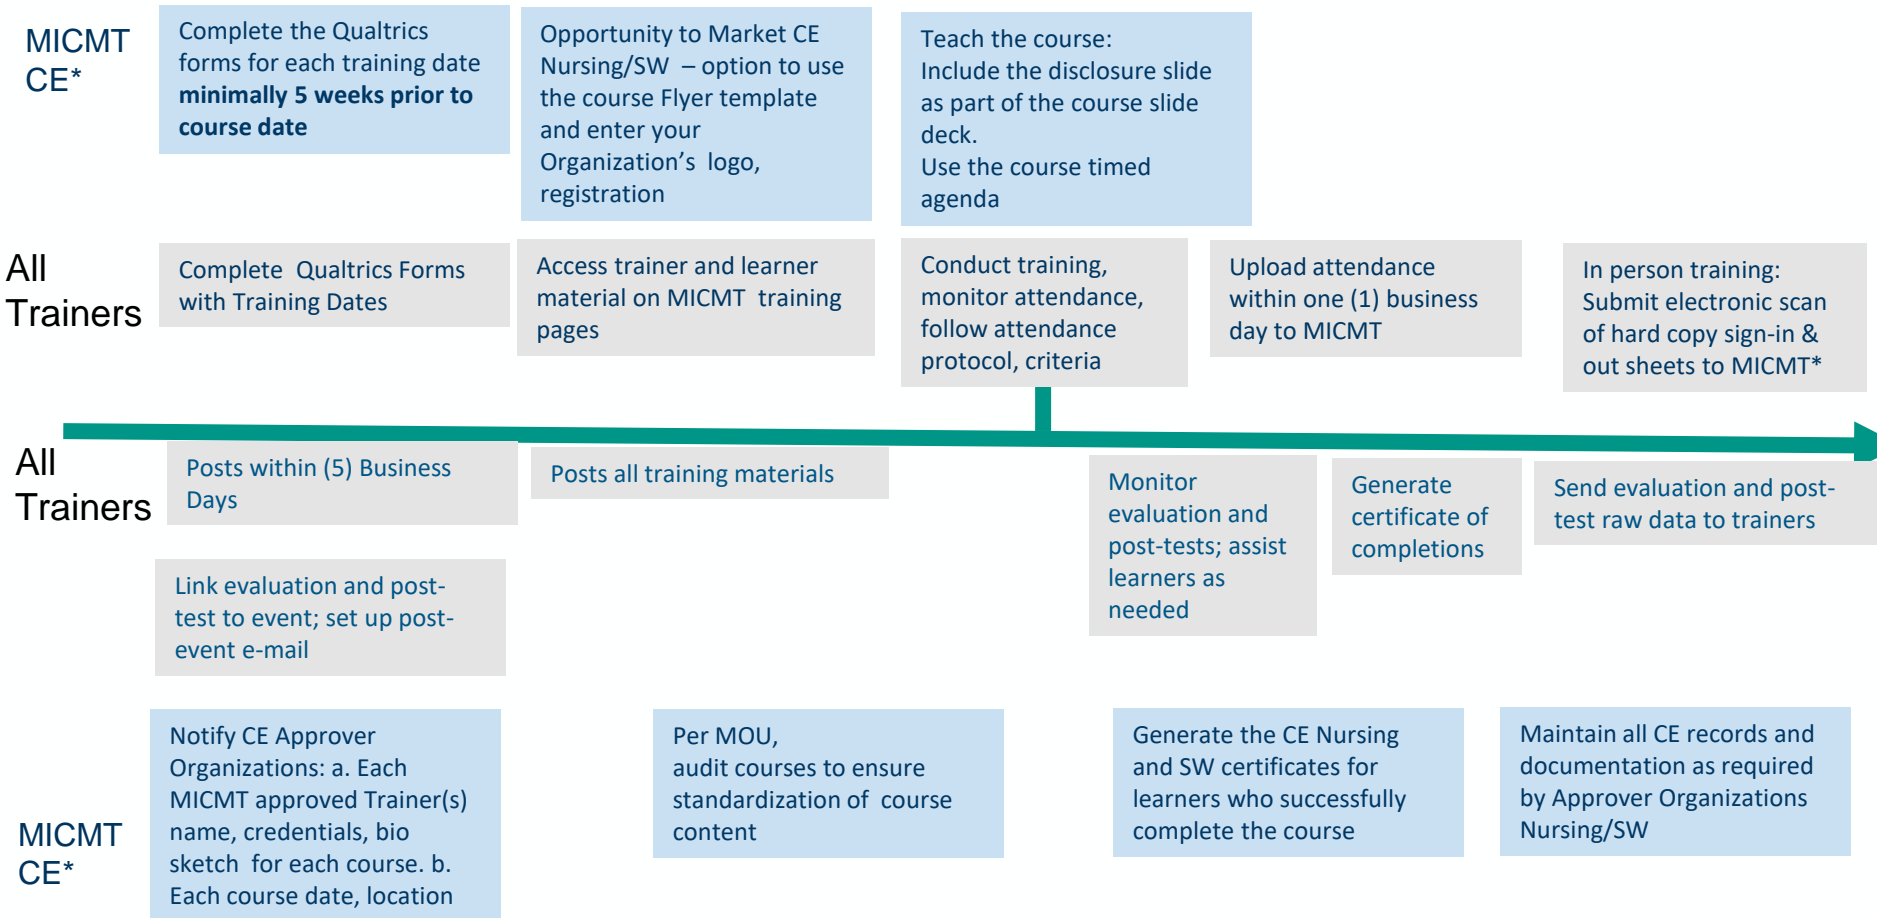 MICMT
CE*
Complete the Qualtrics
forms for each training date
minimally 5 weeks prior to
course date
Opportunity to Market CE
Nursing/SW – option to use
the course Flyer template
and enter your
Organization’s logo,
registration
Teach the course:
Include the disclosure slide
as part of the course slide
deck.
Use the course timed
agenda
All
Trainers
Complete Qualtrics Forms
with Training Dates
Access trainer and learner
material on MICMT training
pages
Conduct training,
monitor attendance,
follow attendance
protocol, criteria
Upload attendance
within one (1) business
day to MICMT
In person training:
Submit electronic scan
of hard copy sign-in &
out sheets to MICMT*
All
Trainers
Posts within (5) Business
Days
Posts all training materials
Monitor
evaluation and
post-tests; assist
learners as
needed
Generate
certificate of
completions
Send evaluation and post-
test raw data to trainers
Link evaluation and post-
test to event; set up post-
event e-mail
MICMT
CE*
Notify CE Approver
Organizations: a. Each
MICMT approved Trainer(s)
name, credentials, bio
sketch for each course. b.
Each course date, location
Per MOU,
audit courses to ensure
standardization of course
content
Generate the CE Nursing
and SW certificates for
learners who successfully
complete the course
Maintain all CE records and
documentation as required
by Approver Organizations
Nursing/SW